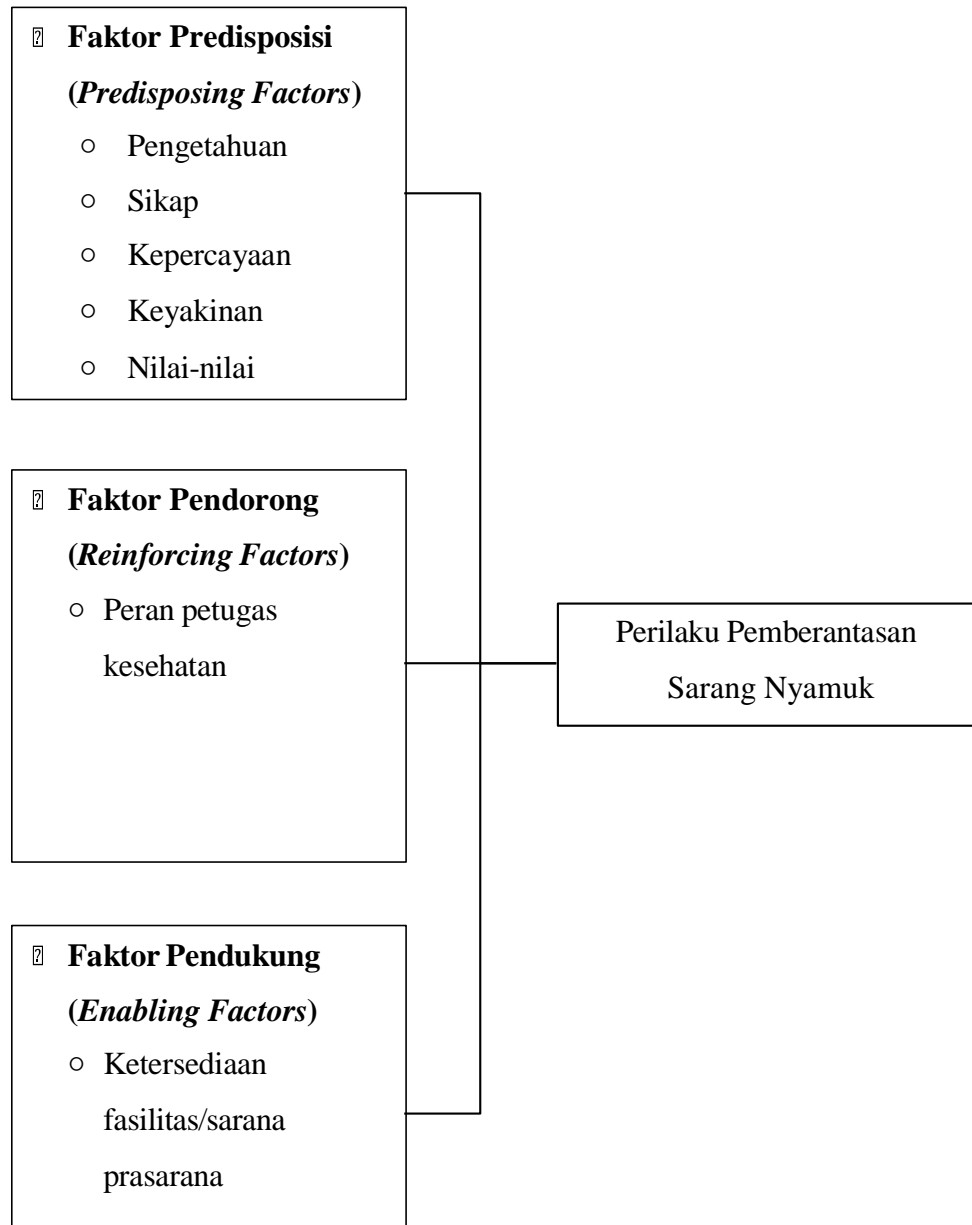 Faktor Predisposisi
(Predisposing Factors)
○ Pengetahuan
○ Sikap
○ Kepercayaan
○ Keyakinan
○ Nilai-nilai
Faktor Pendorong
(Reinforcing Factors)
○ Peran petugas
kesehatan
Perilaku Pemberantasan
Sarang Nyamuk
Faktor Pendukung
(Enabling Factors)
○ Ketersediaan
fasilitas/sarana
prasarana